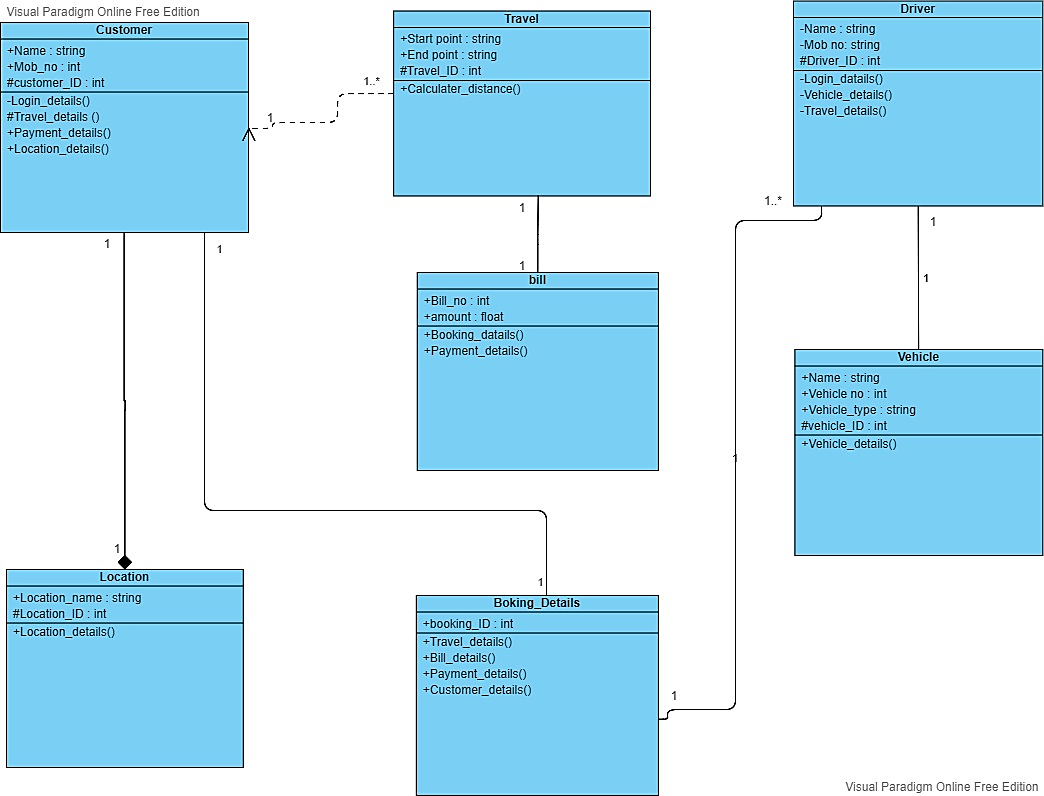 Visual Paradigm Online Free Edition
Customer
+Name : string
+Mob_no : int
#customer_ID : int
-Login_details()
#Travel_details ()
+Payment_details()
+Location_details()
Travel
+Start point : string
+End point : string
#Travel_ID : int
+Calculater_distance()
Driver
-Name : string
-Mob no: string
#Driver_ID : int
-Login_datails()
-Vehicle_details()
-Travel_details()
1..*
1
1
1
1
1
1..*
1
1
bill
+Bill_no : int
+amount : float
+Booking_datails()
+Payment_details()
Vehicle
+Name : string
+Vehicle no : int
+Vehicle_type : string
#vehicle_ID : int
+Vehicle_details()
1
1
1
1
Location
+Location_name : string
#Location_ID : int
+Location_details()
Boking_Details
+booking_ID : int
+Travel_details()
+Bill_details()
+Payment_details()
+Customer_details()
Visual Paradigm Online Free Edition